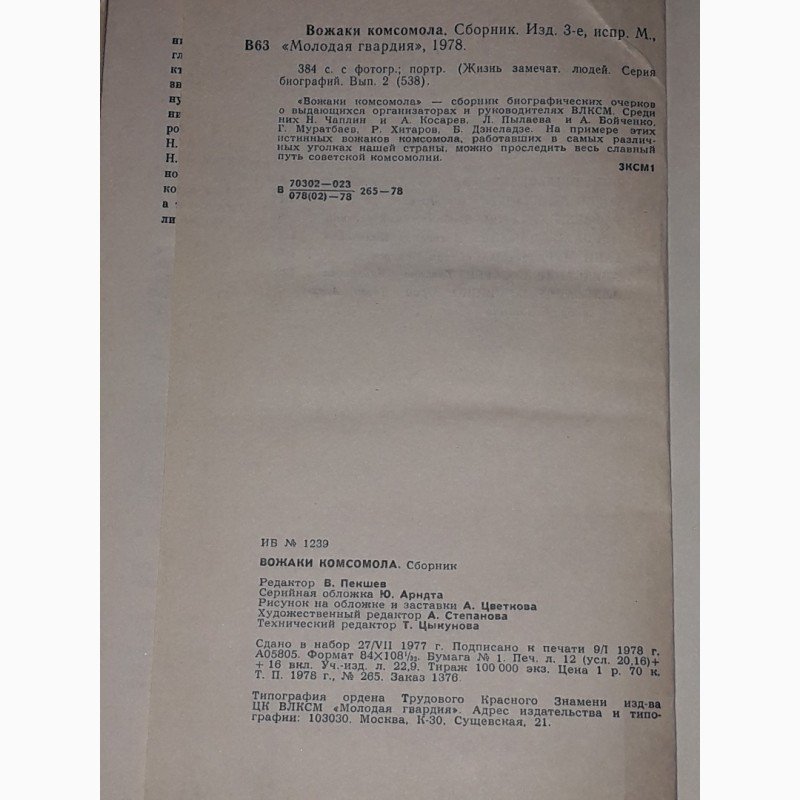 Вожаки комсомола. Сборник. Изд. 3-е, испр. М.,
В63 «Молодая гвардия», 1978.
384 с. с фотогр.; портр. (Жизнь замечат. людей. Серия
биографий. Вып. 2 (538).
«Вожаки комсомола» — сборник биографических очерков
о выдающихся организаторах и руководителях ВЛКСМ. Среди
них Н. Чаплин и А. Косарев, Л. Пылаева и А. Бойченко,
Г. Муратбаев, Р. Хитаров, Б. Дзнеладзе. На примере этих
истинных вожаков комсомола, работавших в самых различ-
ных уголках нашей страны, можно проследить весь славный
путь советской комсомолии.
3КСМ1
В 70302—023
078(02)—78 265—78
ИБ № 1239
ВОЖАКИ КОМСОМОЛА. Сборник
Редактор В. Пекшев
Серийная обложка Ю. Арндта
Рисунок на обложке и заставки А. Цветкова
Художественный редактор А. Степанова
Технический редактор Т. Цыкунова
Сдано в набор 27/VII 1977 г. Подписано к печати 9/I 1978 г.
А05805. Формат 84×108¹/₃₂. Бумага № 1. Печ. л. 12 (усл. 20,16)+
+ 16 вкл. Уч.-изд. л. 22,9. Тираж 100 000 экз. Цена 1 р. 70 к.
Т. П. 1978 г., № 265. Заказ 1376.
Типография ордена Трудового Красного Знамени изд-ва
ЦК ВЛКСМ «Молодая гвардия». Адрес издательства и типо-
графии: 103030. Москва, К-30, Сущевская, 21.